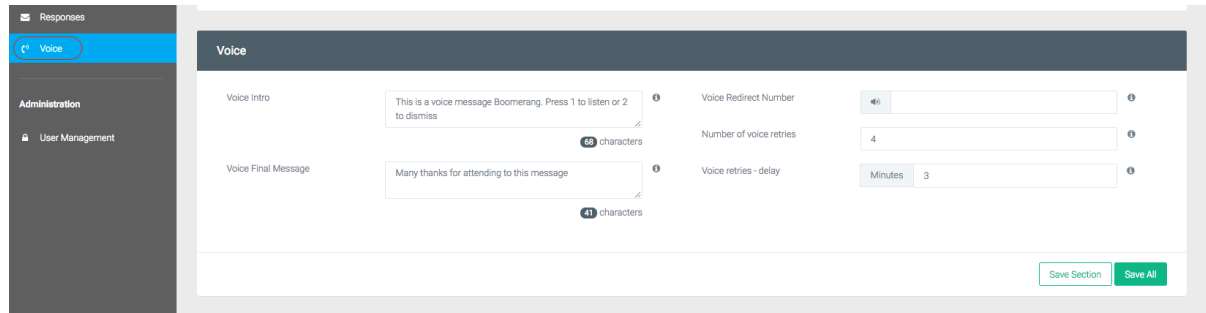 Responses
Voice
Administration
User Management
Voice
Voice Intro
This is a voice message Boomerang. Press 1 to listen or 2
to dismiss
68 characters
Voice Final Message
Many thanks for attending to this message
41 characters
Voice Redirect Number
Number of voice retries
4
Voice retries - delay
Minutes 3
Save Section
Save All